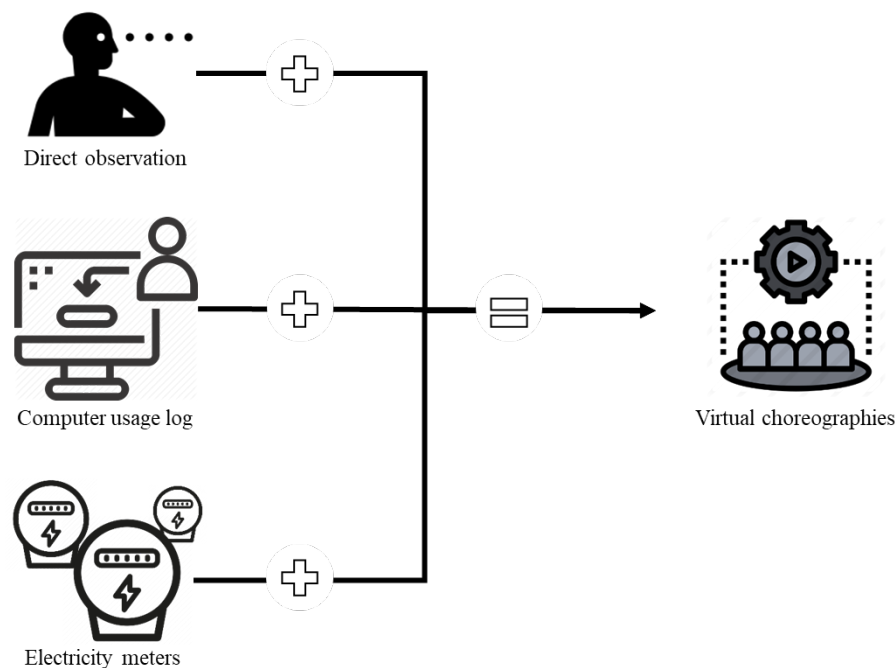 Direct observation
Computer usage log
Virtual choreographies
Electricity meters